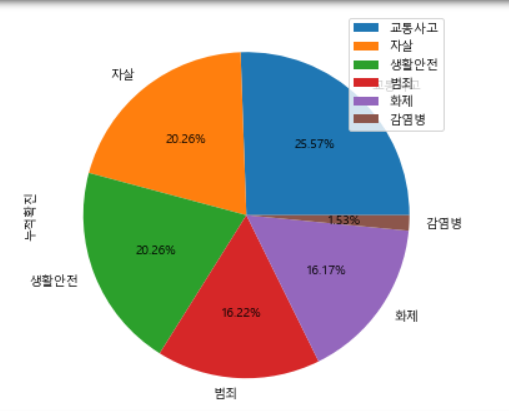 교통사고
자살
생활안전
범죄
화제
감염병
자살
25.57%
20.26%
누적확진
1.53%
감염병
20.26%
생활안전
16.17%
16.22%
화제
범죄